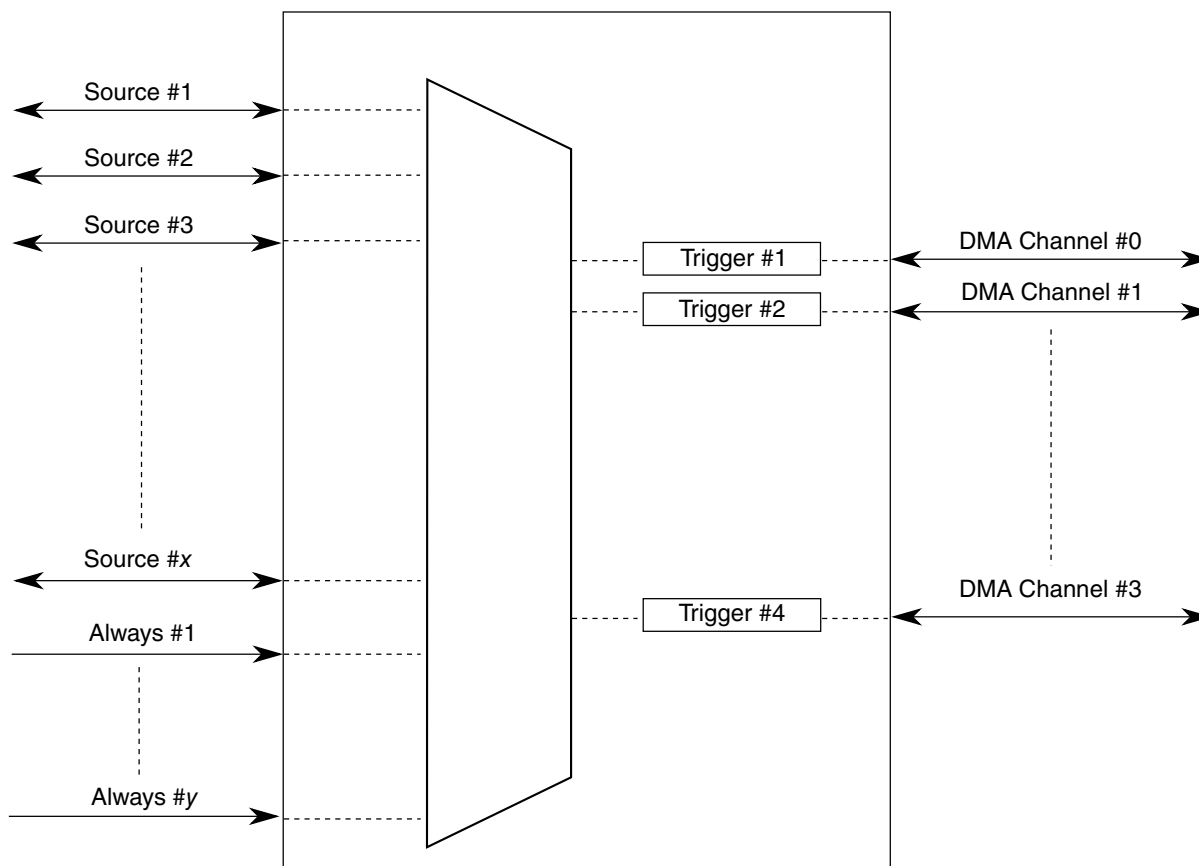 Source #1
Source #2
Source #3
Source #x
Always #1
Always #y
Trigger #1
Trigger #2
Trigger #4
DMA Channel #0
DMA Channel #1
DMA Channel #3